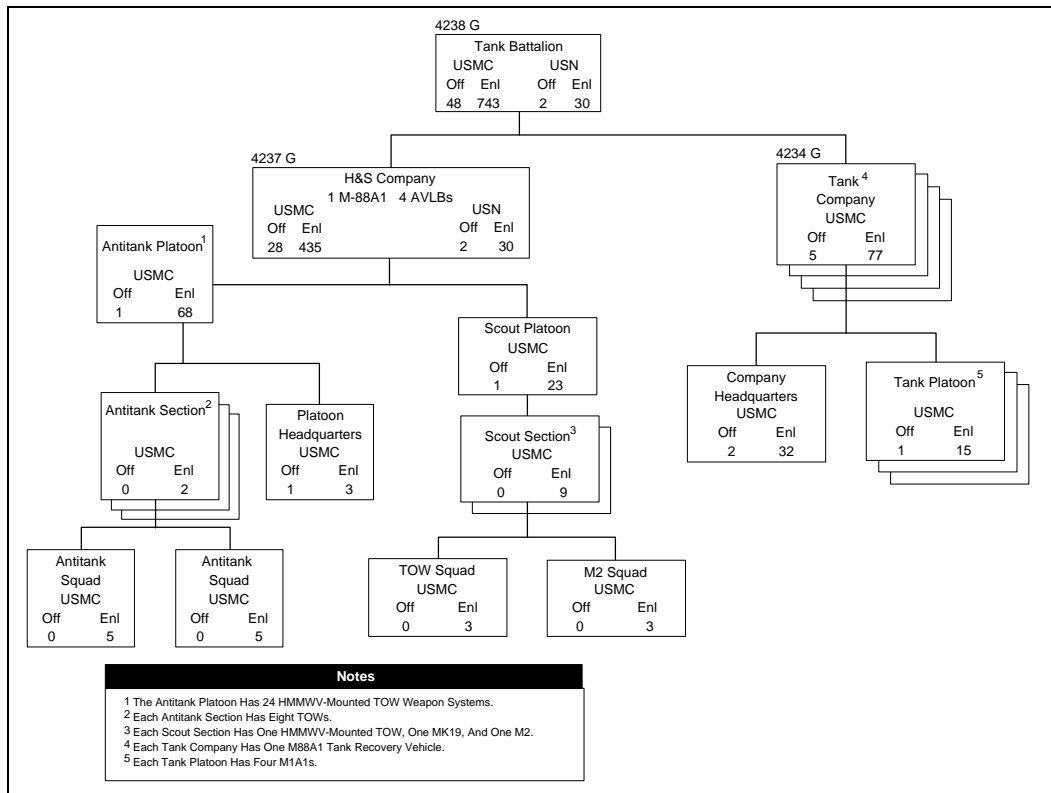 4238 G
Tank Battalion
USMC USN
Off Enl Off Enl
48 743 2 30
4237 G
H&S Company
1 M-88A1 4 AVLBs
USMC USN
Off Enl Off Enl
28 435 2 30
4234 G
Tank 4
Company
USMC
Off Enl
5 77
Antitank Platoon 1
USMC
Off Enl
1 68
Scout Platoon
USMC
Off Enl
1 23
Antitank Section 2
USMC
Off Enl
0 2
Platoon
Headquarters
USMC
Off Enl
1 3
Scout Section 3
USMC
Off Enl
0 9
Company
Headquarters
USMC
Off Enl
2 32
Tank Platoon 5
USMC
Off Enl
1 15
Antitank
Squad
USMC
Off Enl
0 5
Antitank
Squad
USMC
Off Enl
0 5
TOW Squad
USMC
Off Enl
0 3
M2 Squad
USMC
Off Enl
0 3
Notes
1 The Antitank Platoon Has 24 HMMWV-Mounted TOW Weapon Systems.
2 Each Antitank Section Has Eight TOWs.
3 Each Scout Section Has One HMMWV-Mounted TOW, One MK19, And One M2.
4 Each Tank Company Has One M88A1 Tank Recovery Vehicle.
5 Each Tank Platoon Has Four M1A1s.